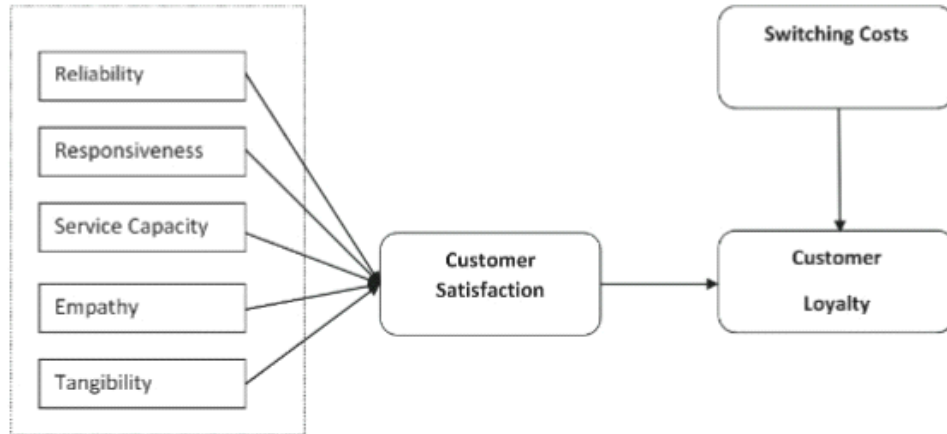 Reliability
Responsiveness
Service Capacity
Empathy
Tangibility
Customer
Satisfaction
Switching Costs
Customer
Loyalty